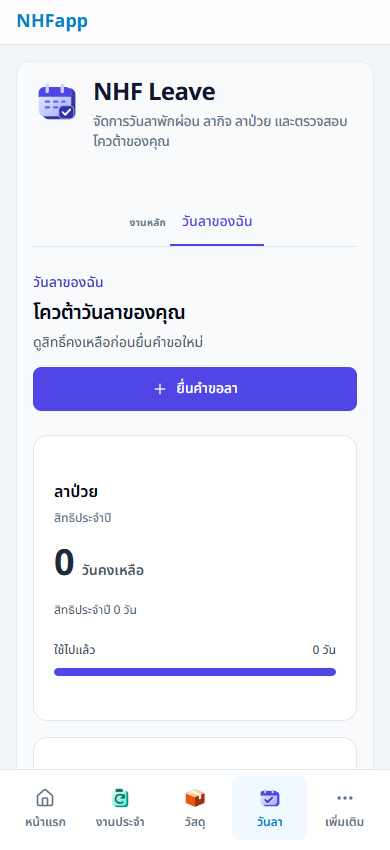 NHFapp
NHF Leave
จัดการวันลาพักผ่อน ลากิจ ลาป่วย และตรวจสอบ
โควต้าของคุณ
งานหลัก
วันลาของฉัน
วันลาของฉัน
โควต้าวันลาของคุณ
ดูสิทธิ์คงเหลือก่อนยื่นคำขอใหม่
+ ยื่นคำขอลา
ลาป่วย
สิทธิประจำปี
0 วันคงเหลือ
สิทธิประจำปี 0 วัน
ใช้ไปแล้ว 0 วัน
หน้าแรก งานประจำ วัสดุ วันลา เพิ่มเติม